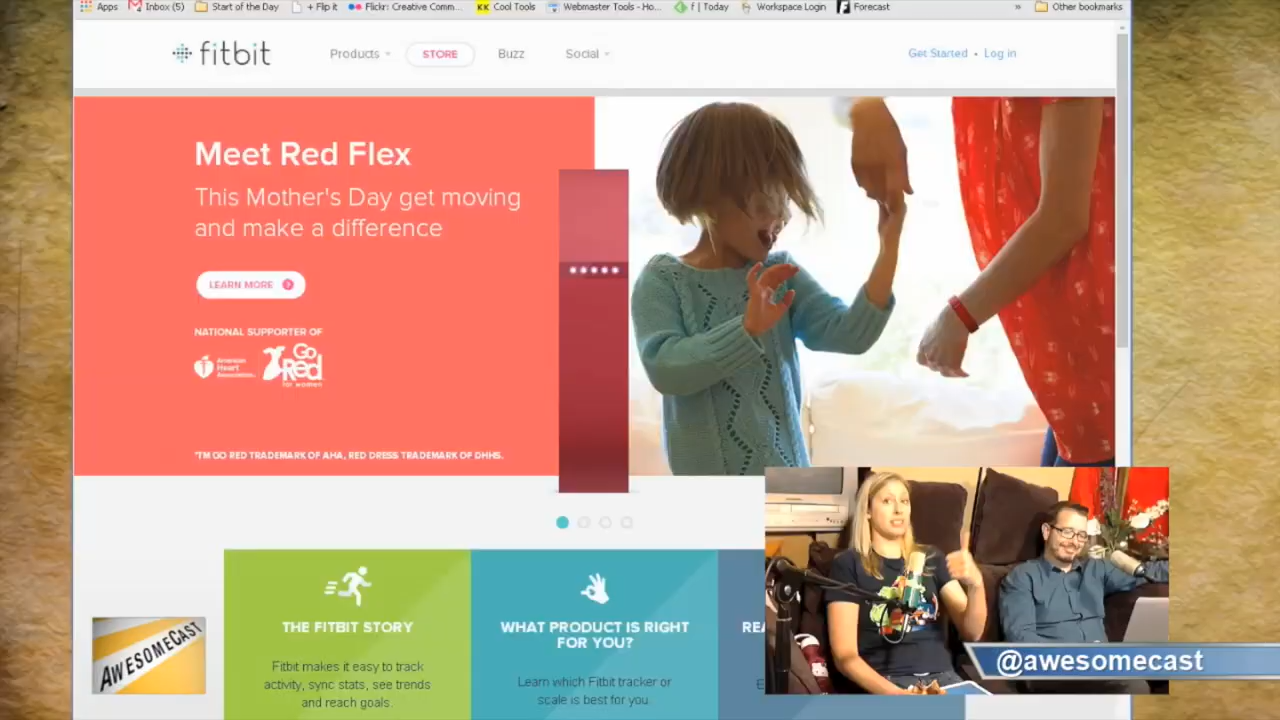 Apps
Inbox (5)
Start of the Day
+ Flip it
Flickr: Creative Comm...
KK
Cool Tools
Webmaster Tools - Ho...
f | Today
Workspace Login
Forecast
»
Other bookmarks
fitbit
Products
STORE
Buzz
Social
Get Started • Log in
Meet Red Flex
This Mother's Day get moving
and make a difference
LEARN MORE
NATIONAL SUPPORTER OF
American
Heart
Association
Go
Red
for women
*TM GO RED TRADEMARK OF AHA, RED DRESS TRADEMARK OF DHHS.
THE FITBIT STORY
Fitbit makes it easy to track
activity, sync stats, see trends
and reach goals.
WHAT PRODUCT IS RIGHT
FOR YOU?
Learn which Fitbit tracker or
scale is best for you.
AWESOMECAST
@awesomecast